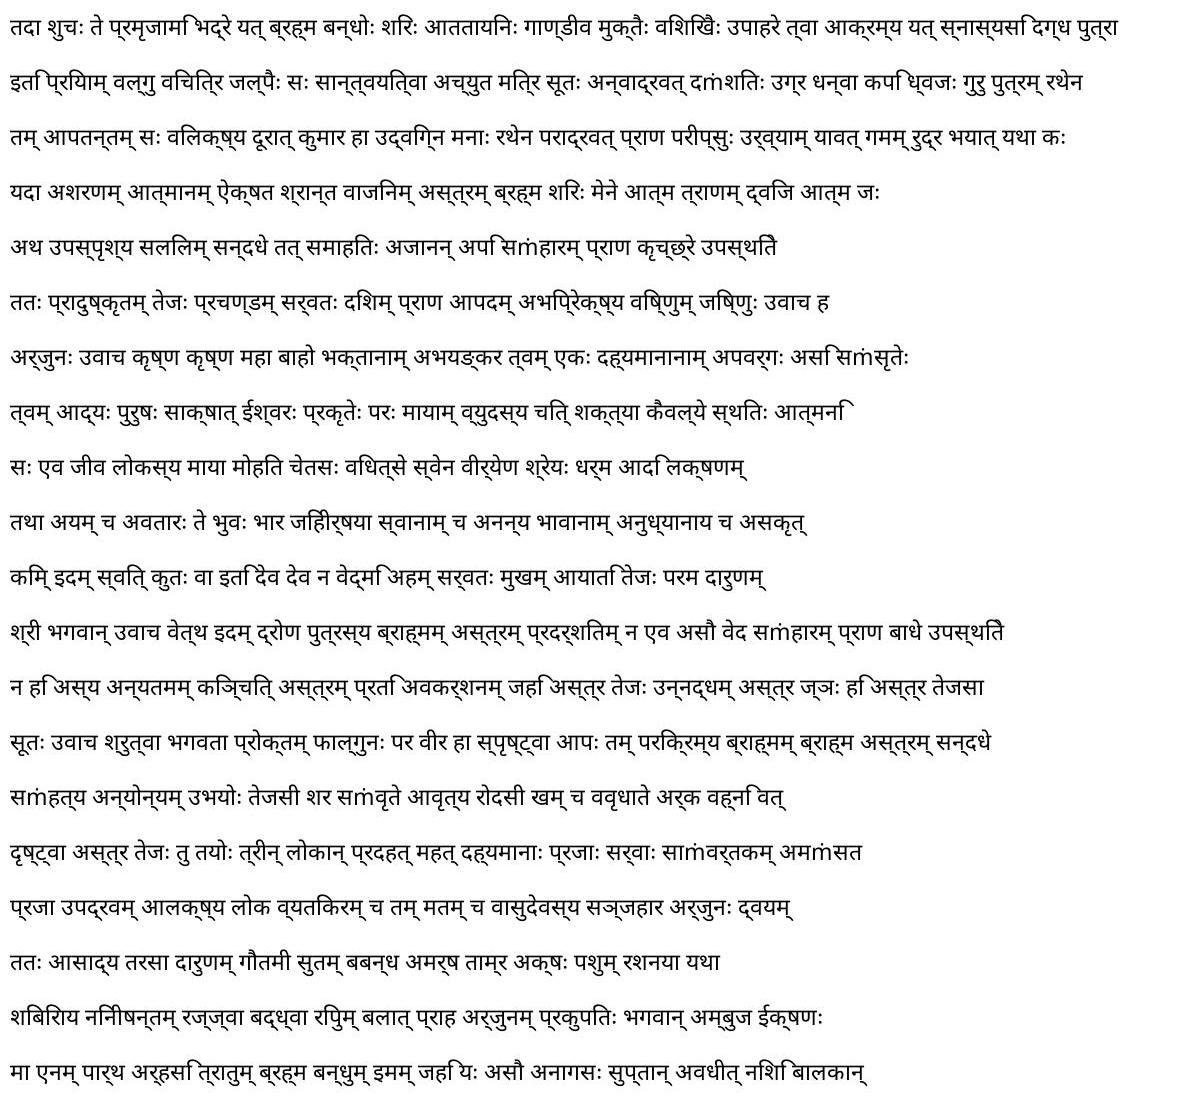 तदा शुचः ते प्रमृजामि भद्रे यत् ब्रह्म बन्धोः शिरः आततायिनः गाण्डीव मुक्तैः विशिखैः उपाहरे त्वा आक्रम्य यत् स्नास्यसि दग्ध पुत्रा
इति प्रियाम् वल्गु विचित्र जल्पैः सः सान्त्वयित्वा अच्युत मित्र सूतः अन्वाद्रवत् दṁशितः उग्र धन्वा कपि ध्वजः गुरु पुत्रम् रथेन
तम् आपतन्तम् सः विलक्ष्य दूरात् कुमार हा उद्विग्न मनाः रथेन पराद्रवत् प्राण परीप्सुः उर्व्याम् यावत् गमम् रुद्र भयात् यथा कः
यदा अशरणम् आत्मानम् ऐक्षत श्रान्त वाजिनम् अस्त्रम् ब्रह्म शिरः मेने आत्म त्राणम् द्विज आत्म जः
अथ उपस्पृश्य सलिलम् सन्दधे तत् समाहितः अजानन् अपि सṁहारम् प्राण कृच्छ्रे उपस्थिते
ततः प्रादुष्कृतम् तेजः प्रचण्डम् सर्वतः दिशम् प्राण आपदम् अभिप्रेक्ष्य विष्णुम् जिष्णुः उवाच ह
अर्जुनः उवाच कृष्ण कृष्ण महा बाहो भक्तानाम् अभयङ्कर त्वम् एकः दह्यमानानाम् अपवर्गः असि सṁसृतेः
त्वम् आद्यः पुरुषः साक्षात् ईश्वरः प्रकृतेः परः मायाम् व्युदस्य चित् शक्त्या कैवल्ये स्थितः आत्मनि
सः एव जीव लोकस्य माया मोहित चेतसः विधत्से स्वेन वीर्येण श्रेयः धर्म आदि लक्षणम्
तथा अयम् च अवतारः ते भुवः भार जिहीर्षया स्वानाम् च अनन्य भावानाम् अनुध्यानाय च असकृत्
किम् इदम् स्वित् कुतः वा इति देव देव न वेद्मि अहम् सर्वतः मुखम् आयाति तेजः परम दारुणम्
श्री भगवान् उवाच वेत्थ इदम् द्रोण पुत्रस्य ब्राह्मम् अस्त्रम् प्रदर्शितम् न एव असौ वेद सṁहारम् प्राण बाधे उपस्थिते
न हि अस्य अन्यतमम् किञ्चित् अस्त्रम् प्रति अवकर्शनम् जहि अस्त्र तेजः उन्नद्धम् अस्त्र ज्ञः हि अस्त्र तेजसा
सूतः उवाच श्रुत्वा भगवता प्रोक्तम् फाल्गुनः पर वीर हा स्पृष्ट्वा आपः तम् परिक्रम्य ब्राह्मम् ब्राह्म अस्त्रम् सन्दधे
सṁहत्य अन्योन्यम् उभयोः तेजसी शर सṁवृते आवृत्य रोदसी खम् च ववृधाते अर्क वह्नि वत्
दृष्ट्वा अस्त्र तेजः तु तयोः त्रीन् लोकान् प्रदहत् महत् दह्यमानाः प्रजाः सर्वाः साṁवर्तकम् अमṁसत
प्रजा उपद्रवम् आलक्ष्य लोक व्यतिकरम् च तम् मतम् च वासुदेवस्य सञ्जहार अर्जुनः द्वयम्
ततः आसाद्य तरसा दारुणम् गौतमी सुतम् बबन्ध अमर्ष ताम्र अक्षः पशुम् रशनया यथा
शिबिराय निनीषन्तम् रज्ज्वा बद्ध्वा रिपुम् बलात् प्राह अर्जुनम् प्रकुपितः भगवान् अम्बुज ईक्षणः
मा एनम् पार्थ अर्हसि त्रातुम् ब्रह्म बन्धुम् इमम् जहि यः असौ अनागसः सुप्तान् अवधीत् निशि बालकान्